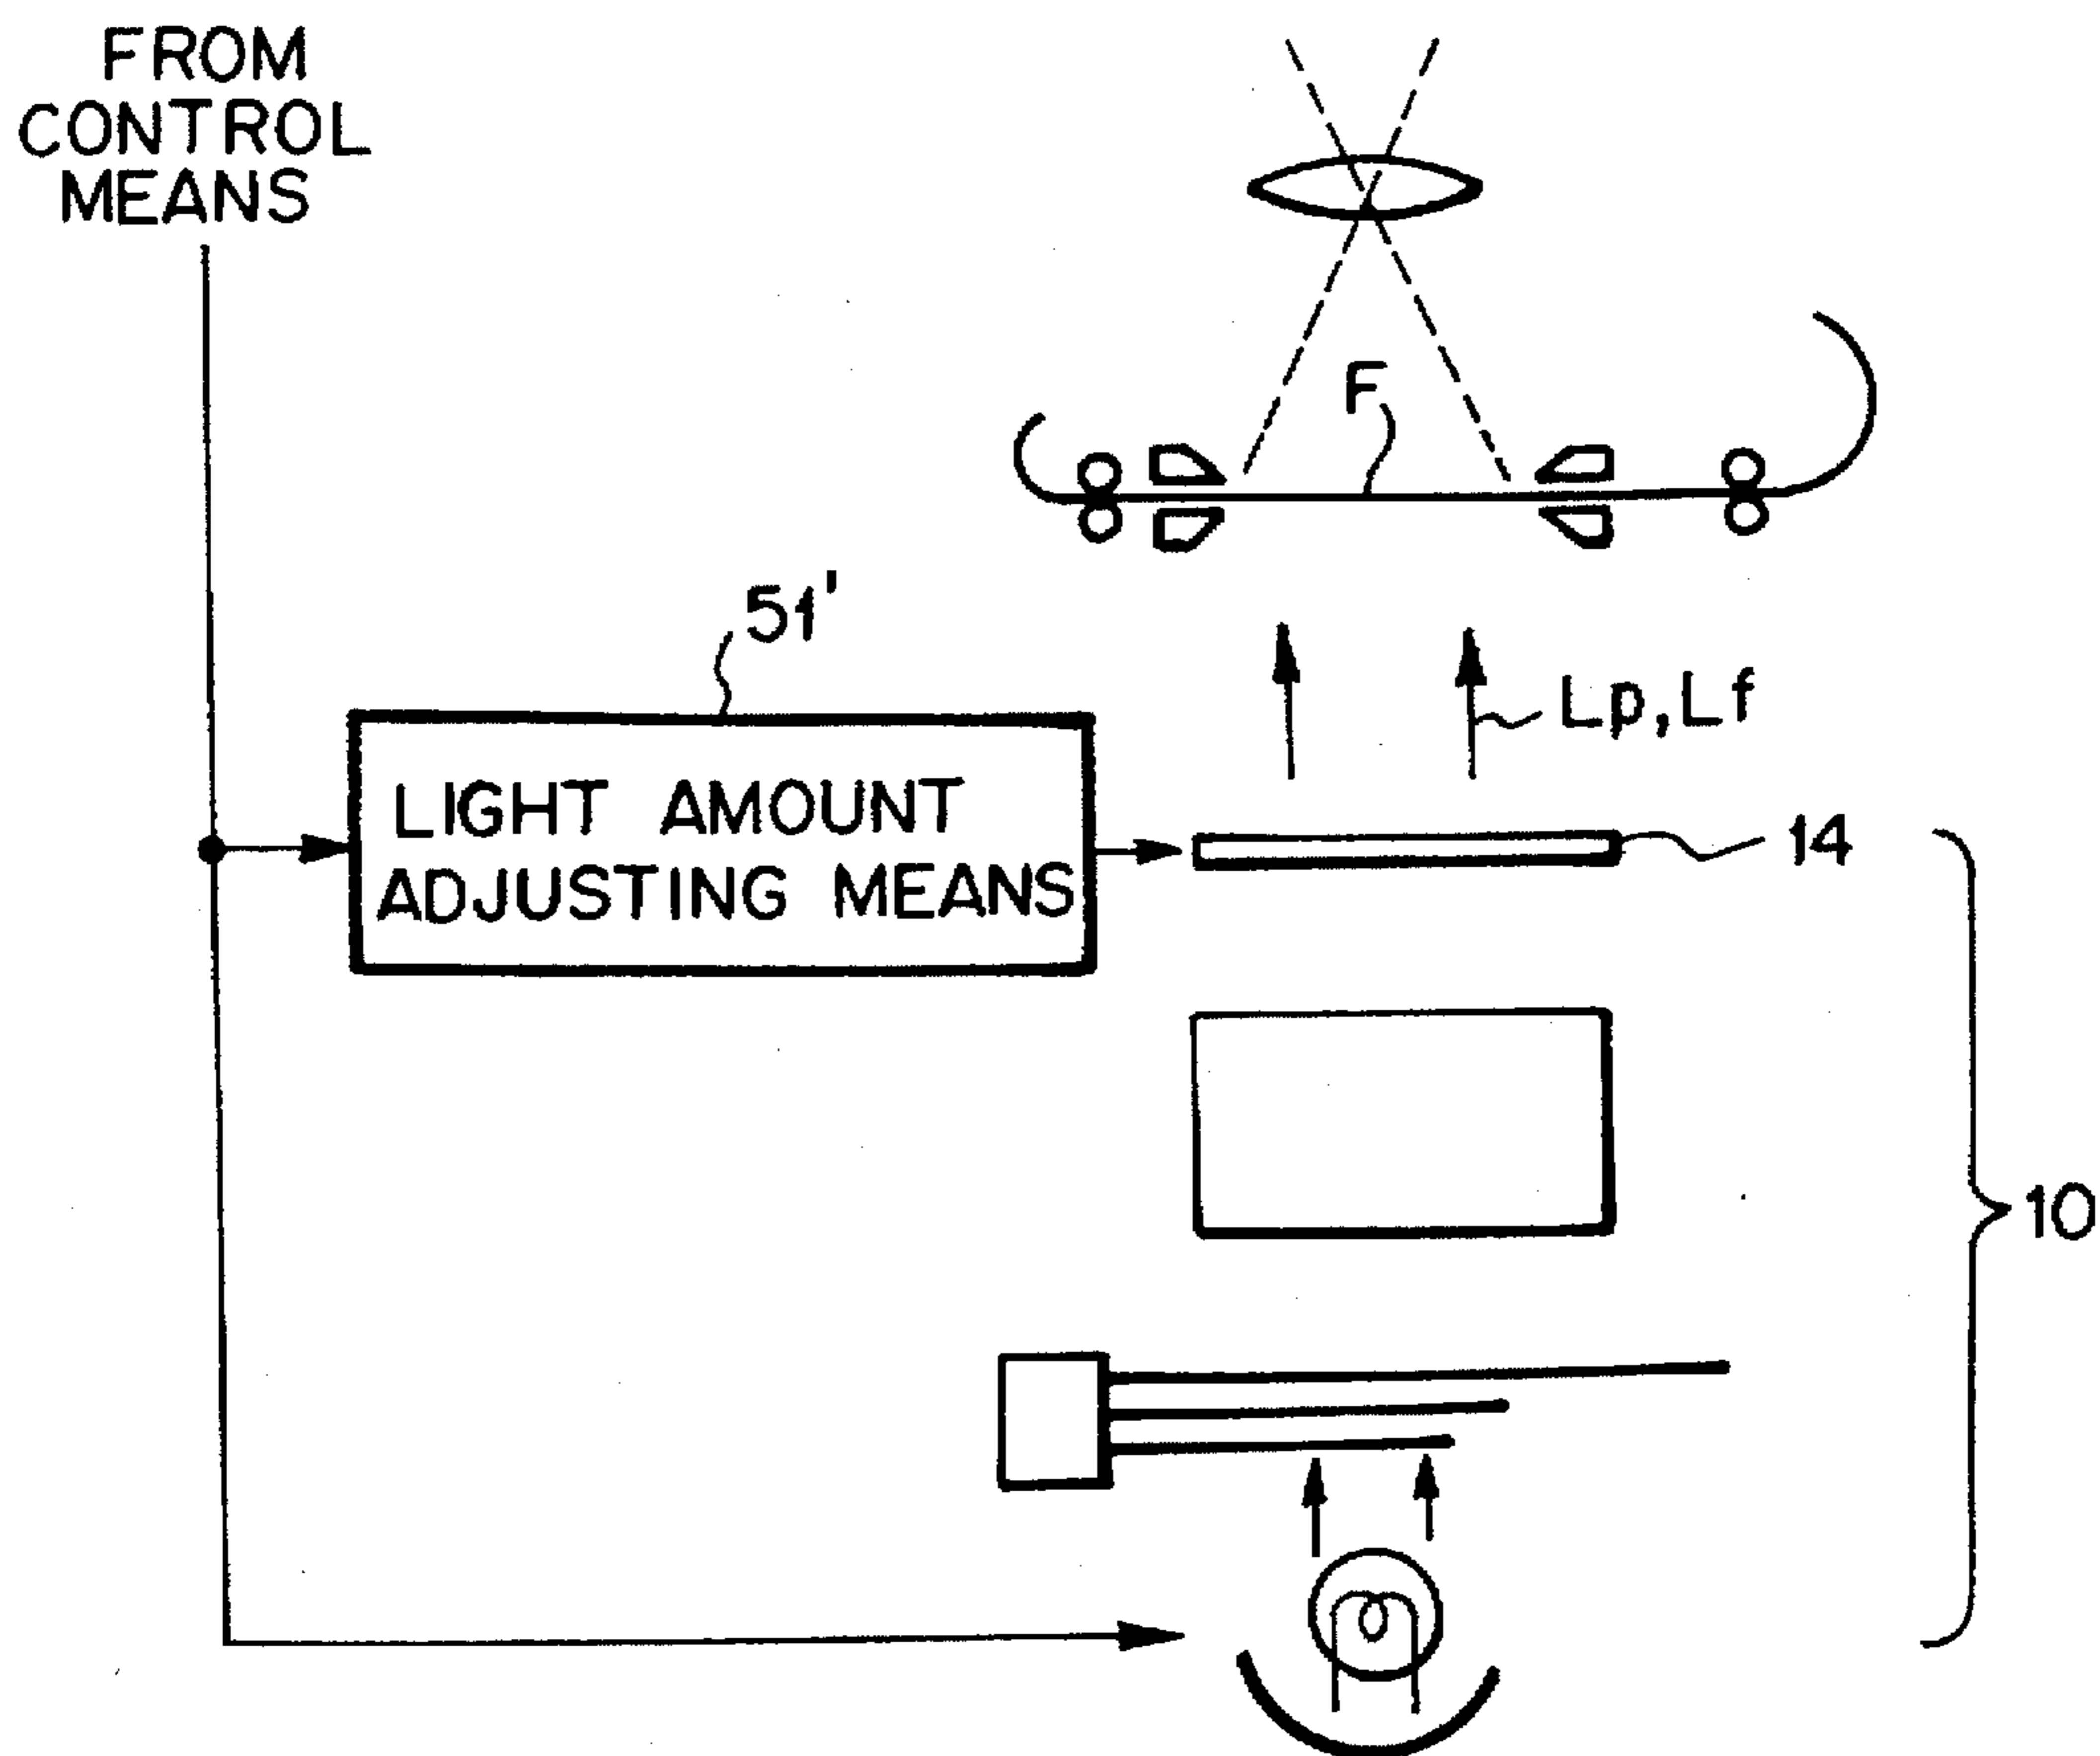 FROM
CONTROL
MEANS
F
51'
Lp, Lf
LIGHT AMOUNT
ADJUSTING MEANS
14
10